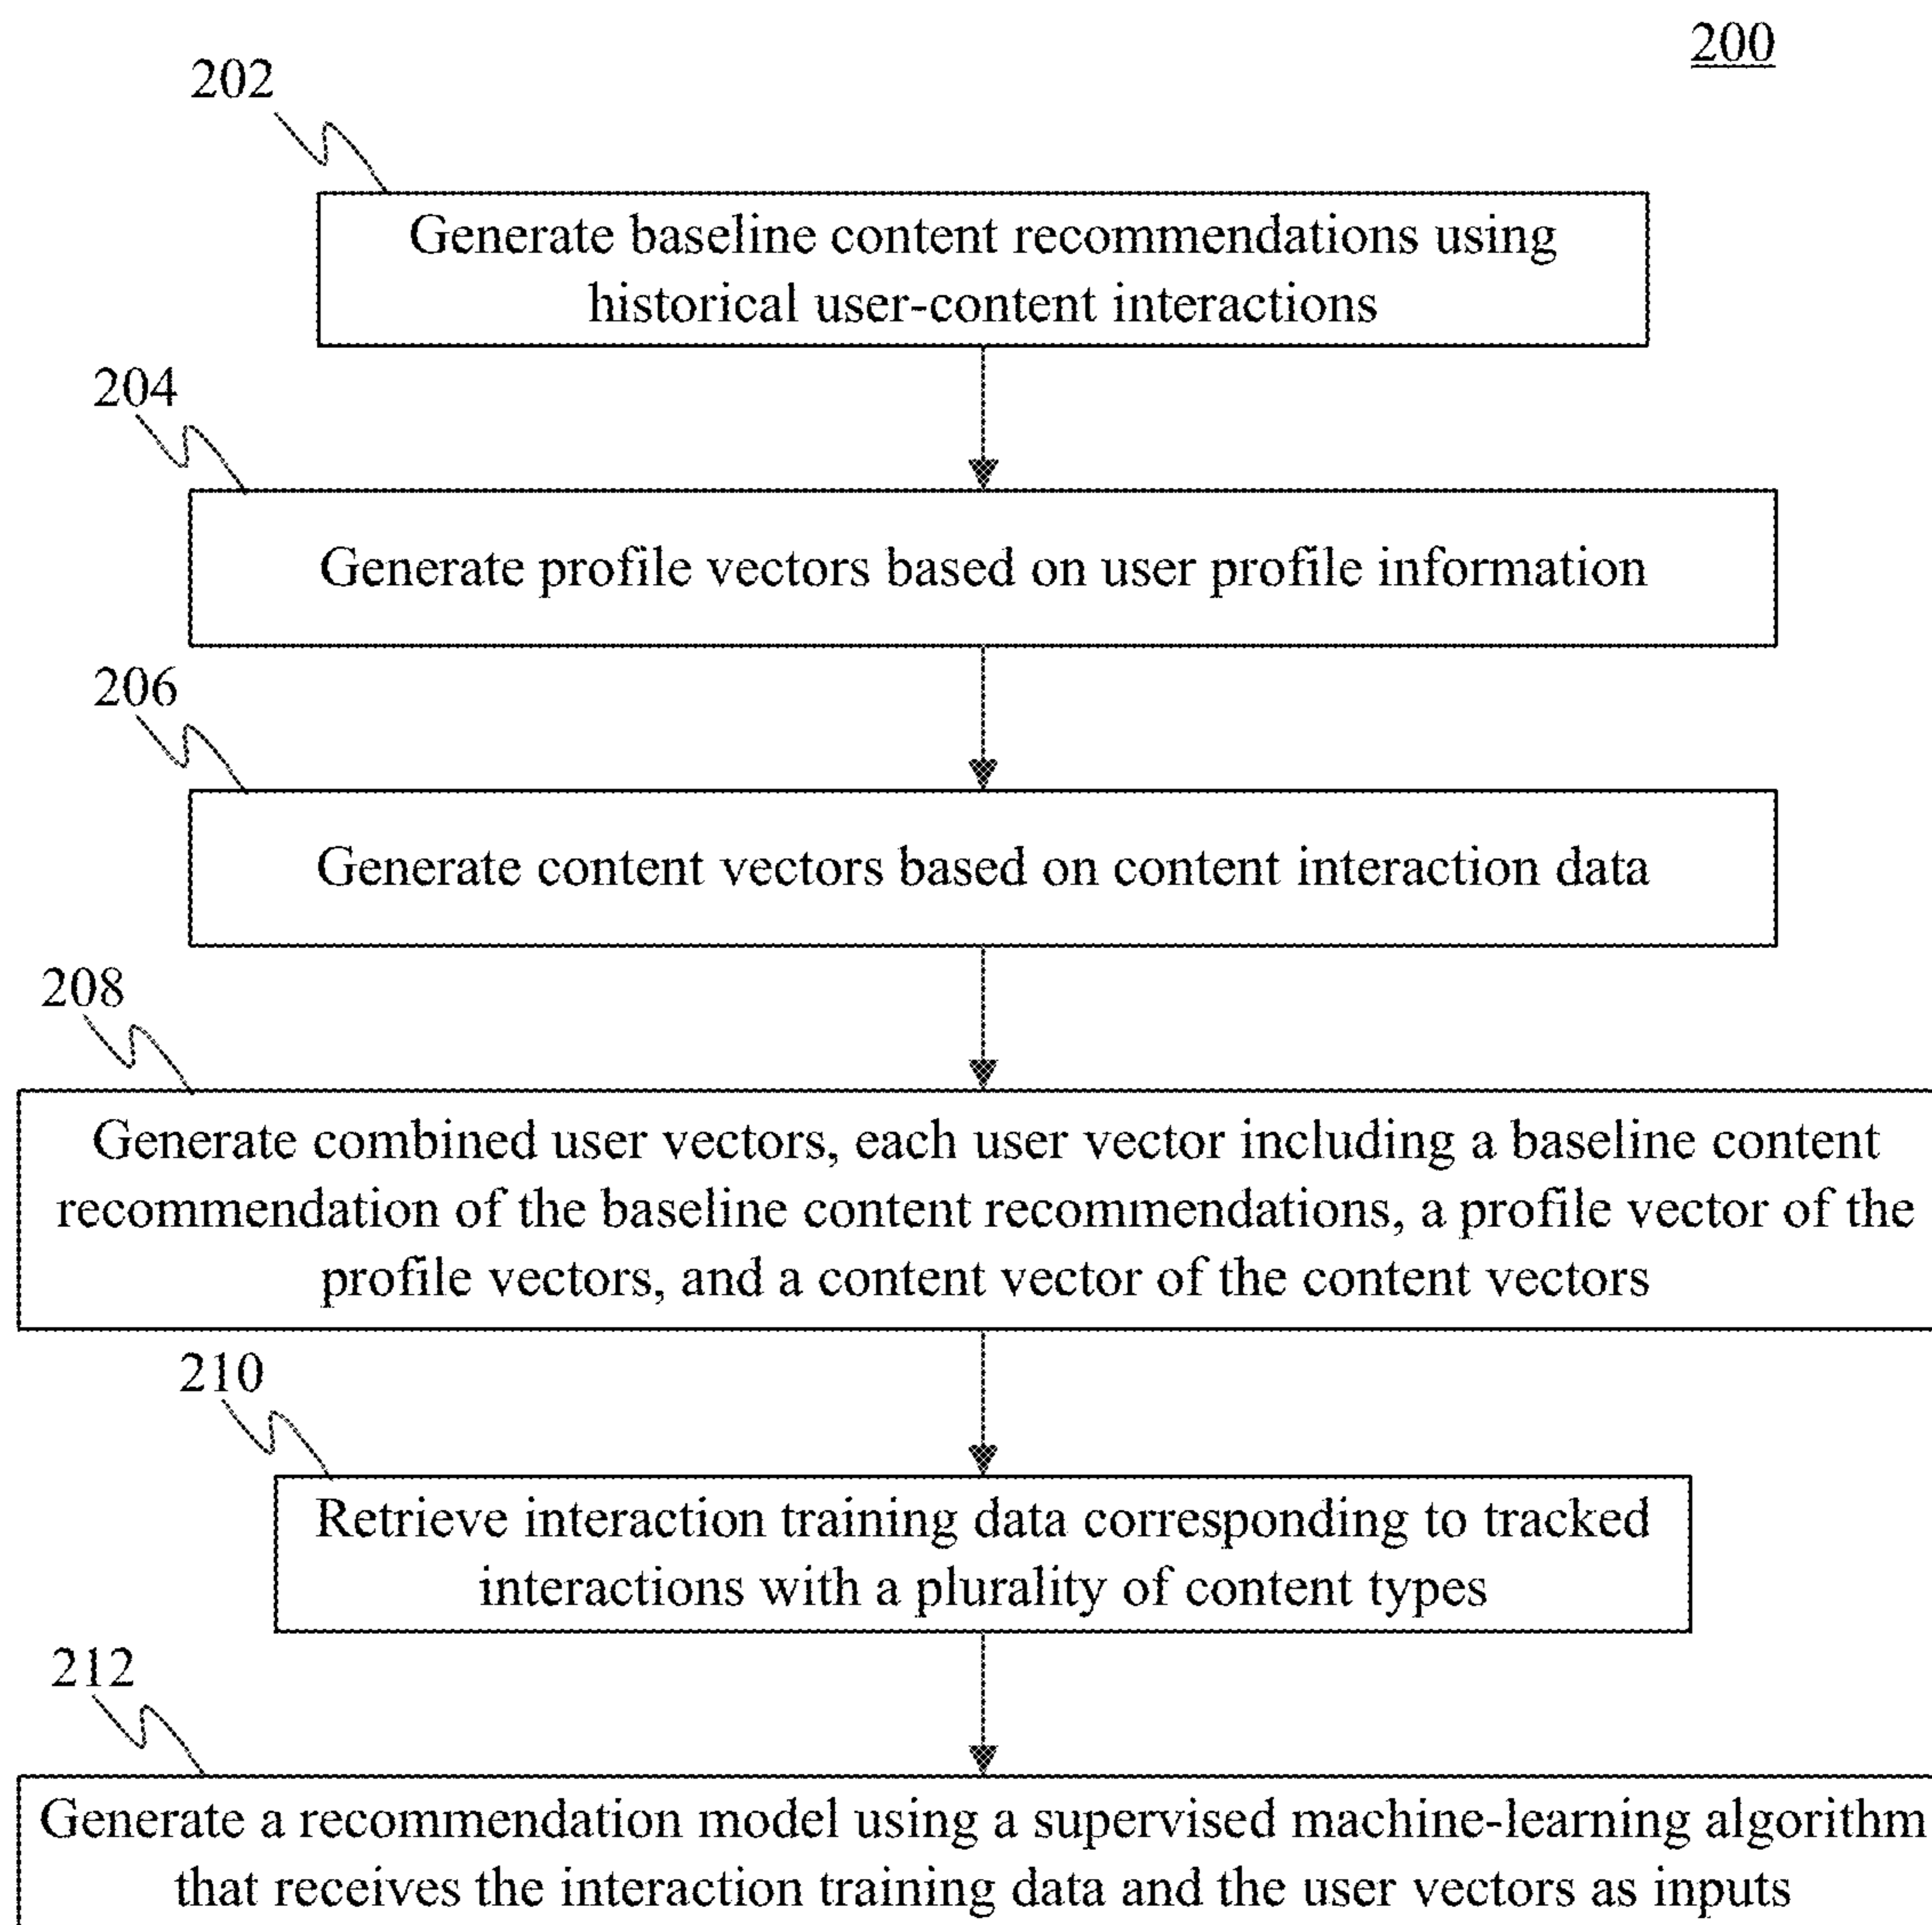 200
202
Generate baseline content recommendations using
historical user-content interactions
204
Generate profile vectors based on user profile information
206
Generate content vectors based on content interaction data
208
Generate combined user vectors, each user vector including a baseline content
recommendation of the baseline content recommendations, a profile vector of the
profile vectors, and a content vector of the content vectors
210
Retrieve interaction training data corresponding to tracked
interactions with a plurality of content types
212
Generate a recommendation model using a supervised machine-learning algorithm
that receives the interaction training data and the user vectors as inputs